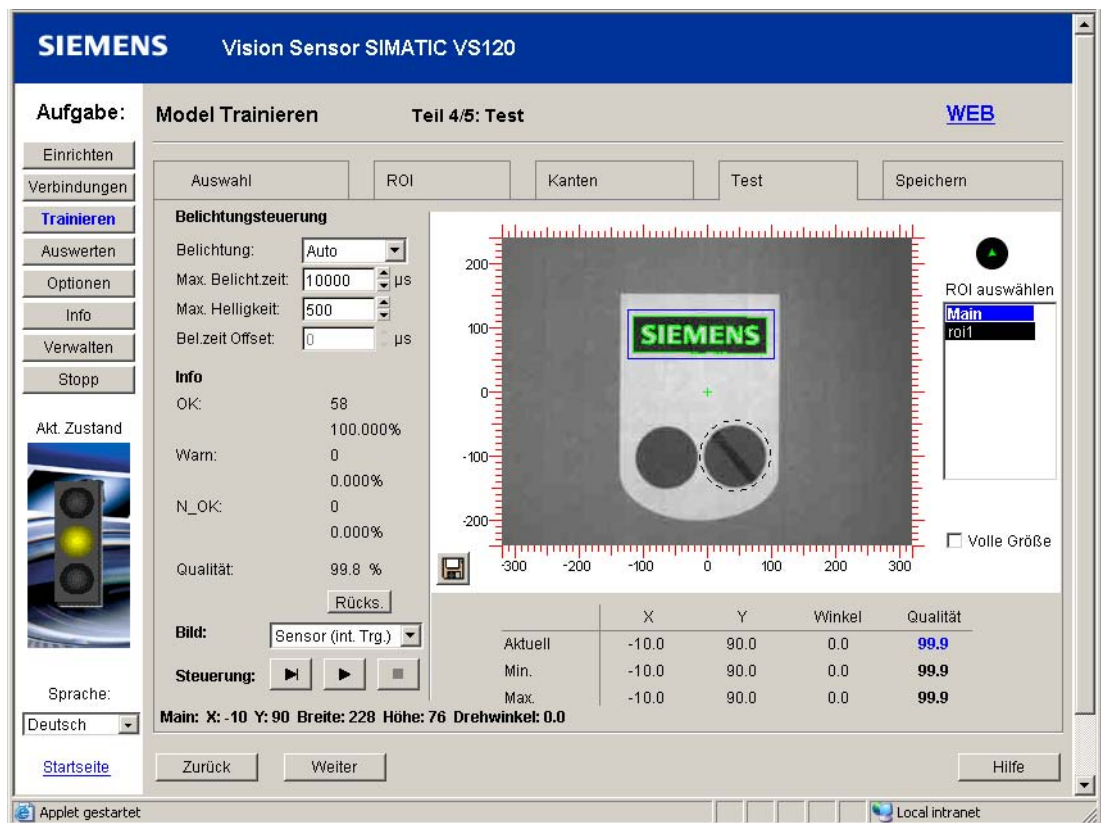 SIEMENS Vision Sensor SIMATIC VS120
Aufgabe:
Model Trainieren Teil 4/5: Test WEB
Einrichten
Verbindungen
Trainieren
Auswerten
Optionen
Info
Verwalten
Stopp
Akt. Zustand
Sprache:
Deutsch
Startseite
Auswahl ROI Kanten Test Speichern
Belichtungsteuerung
Belichtung: Auto
Max. Belicht.zeit: 10000 µs
Max. Helligkeit: 500
Bel.zeit Offset: 0 µs
Info
OK: 58
100.000%
Warn: 0
0.000%
N_OK: 0
0.000%
Qualität: 99.8 %
Rücks.
Bild: Sensor (int. Trg.)
Steuerung:
200
100
0
-100
-200
SIEMENS
-300 -200 -100 0 100 200 300
ROI auswählen
Main
roi1
Volle Größe
X Y Winkel Qualität
Aktuell -10.0 90.0 0.0 99.9
Min. -10.0 90.0 0.0 99.9
Max. -10.0 90.0 0.0 99.9
Main: X: -10 Y: 90 Breite: 228 Höhe: 76 Drehwinkel: 0.0
Zurück Weiter Hilfe
Applet gestartet Local intranet